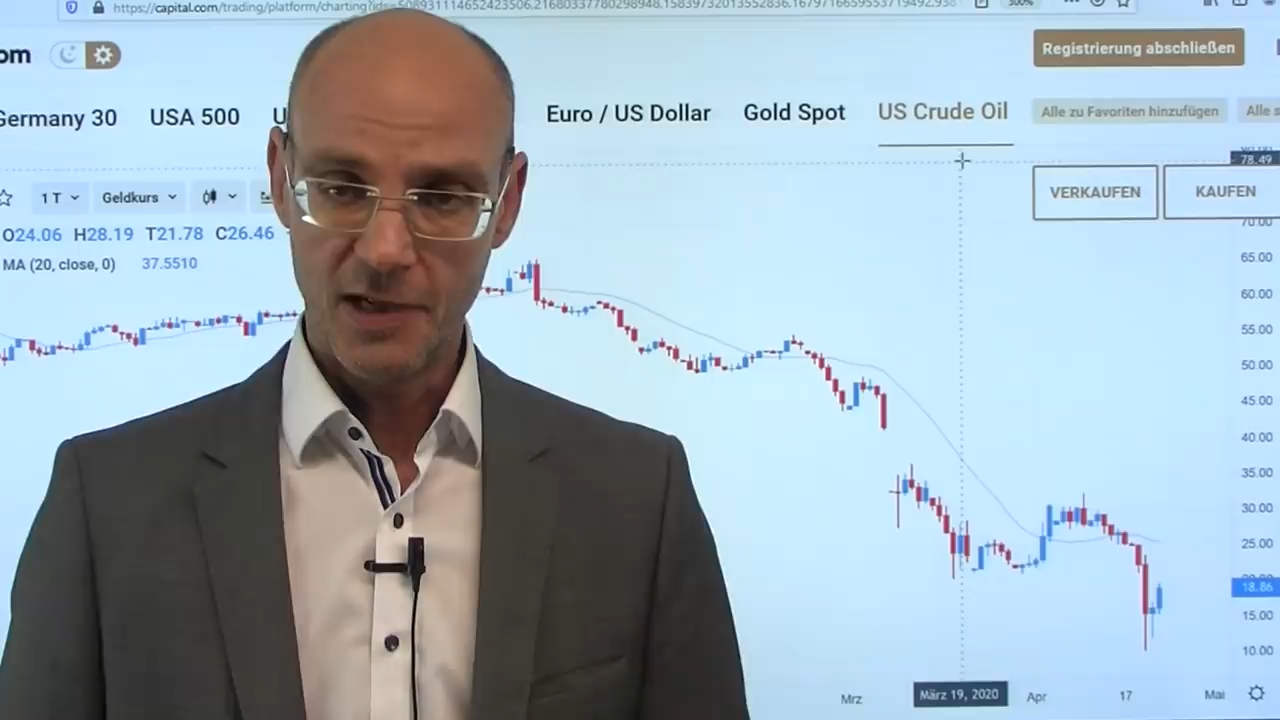 https://capital.com/trading/platform/charting?ids=
300%
om
Registrierung abschließen
Germany 30 USA 500 U Euro / US Dollar Gold Spot US Crude Oil Alle zu Favoriten hinzufügen Alle s
78.49
1 T Geldkurs VERKAUFEN KAUFEN
70.00
O24.06 H28.19 T21.78 C26.46
MA (20, close, 0) 37.5510
65.00
60.00
55.00
50.00
45.00
40.00
35.00
30.00
25.00
18.86
15.00
10.00
Mrz März 19, 2020 Apr 17 Mai